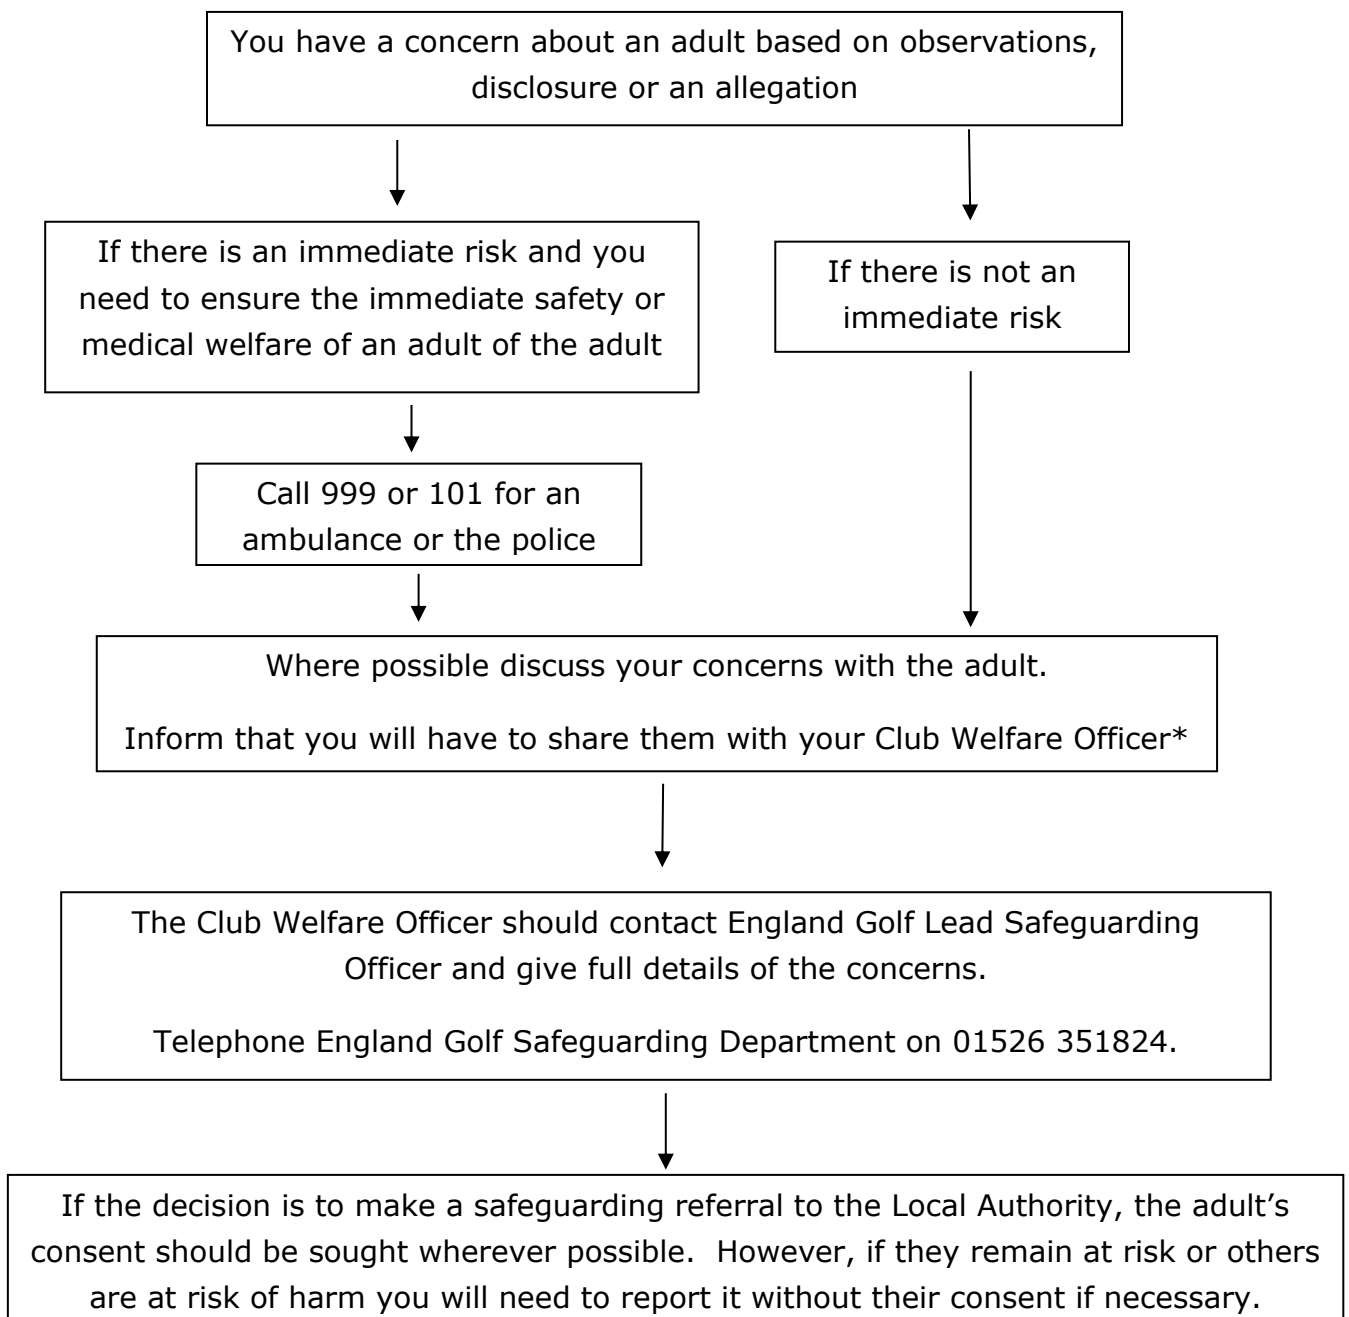 You have a concern about an adult based on observations,
disclosure or an allegation
If there is an immediate risk and you
need to ensure the immediate safety or
medical welfare of an adult of the adult
If there is not an
immediate risk
Call 999 or 101 for an
ambulance or the police
Where possible discuss your concerns with the adult.
Inform that you will have to share them with your Club Welfare Officer*
The Club Welfare Officer should contact England Golf Lead Safeguarding
Officer and give full details of the concerns.
Telephone England Golf Safeguarding Department on 01526 351824.
If the decision is to make a safeguarding referral to the Local Authority, the adult’s
consent should be sought wherever possible.  However, if they remain at risk or others
are at risk of harm you will need to report it without their consent if necessary.